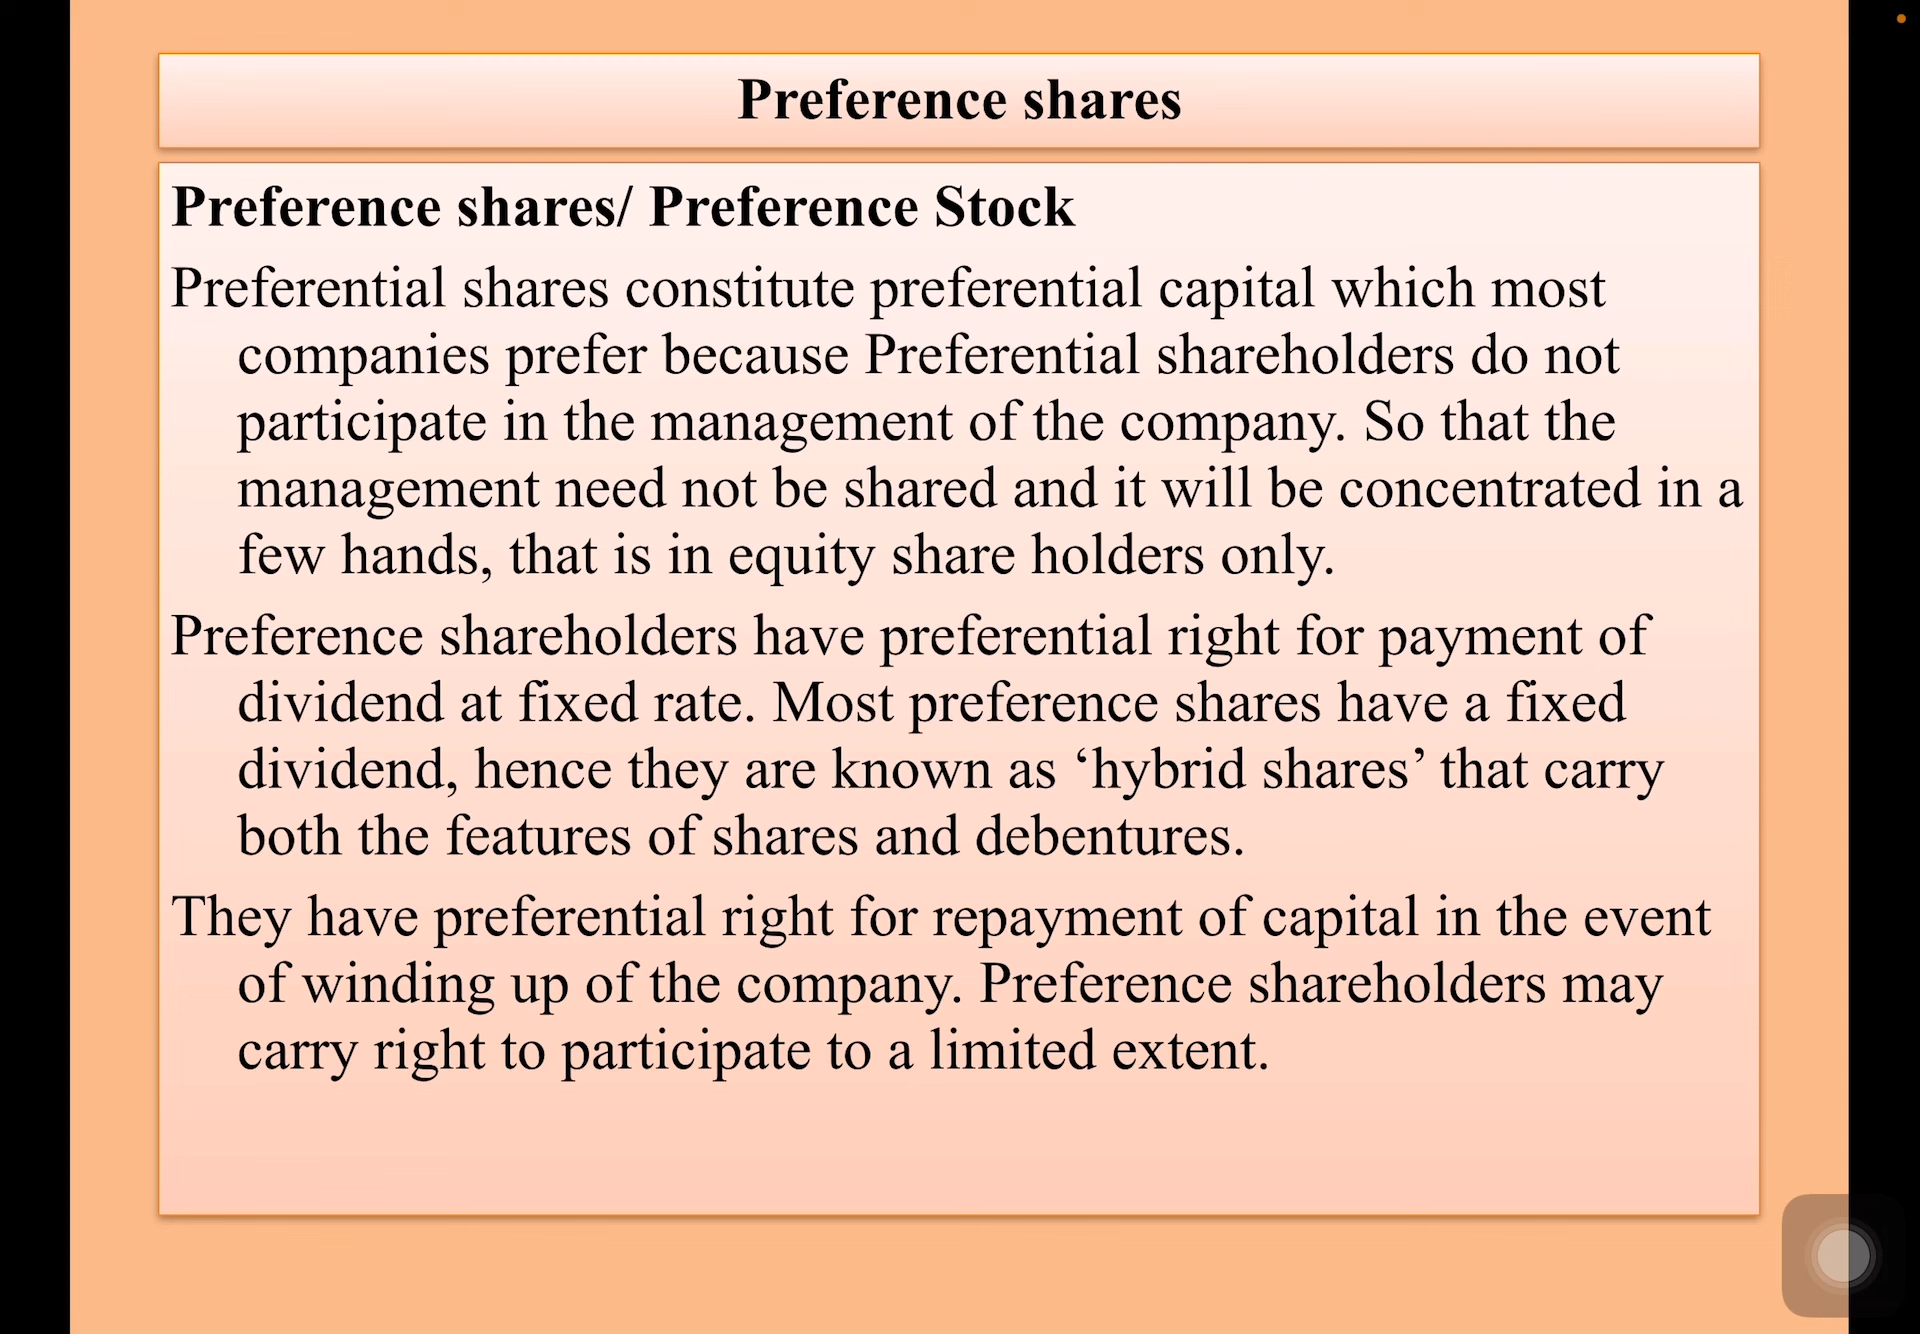 Preference shares
Preference shares/ Preference Stock
Preferential shares constitute preferential capital which most
companies prefer because Preferential shareholders do not
participate in the management of the company. So that the
management need not be shared and it will be concentrated in a
few hands, that is in equity share holders only.
Preference shareholders have preferential right for payment of
dividend at fixed rate. Most preference shares have a fixed
dividend, hence they are known as ‘hybrid shares’ that carry
both the features of shares and debentures.
They have preferential right for repayment of capital in the event
of winding up of the company. Preference shareholders may
carry right to participate to a limited extent.